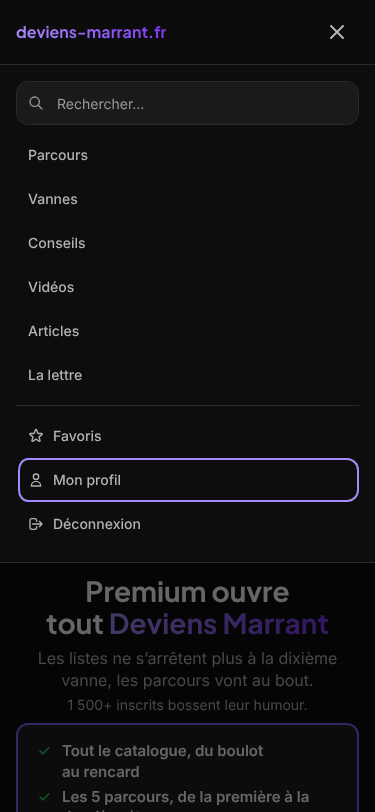 deviens-marrant.fr
Rechercher...
Parcours
Vannes
Conseils
Vidéos
Articles
La lettre
Favoris
Mon profil
Déconnexion
Premium ouvre
tout Deviens Marrant
Les listes ne s'arrêtent plus à la dixième
vanne, les parcours vont au bout.
1 500+ inscrits bossent leur humour.
Tout le catalogue, du boulot
au rencard
Les 5 parcours, de la première à la